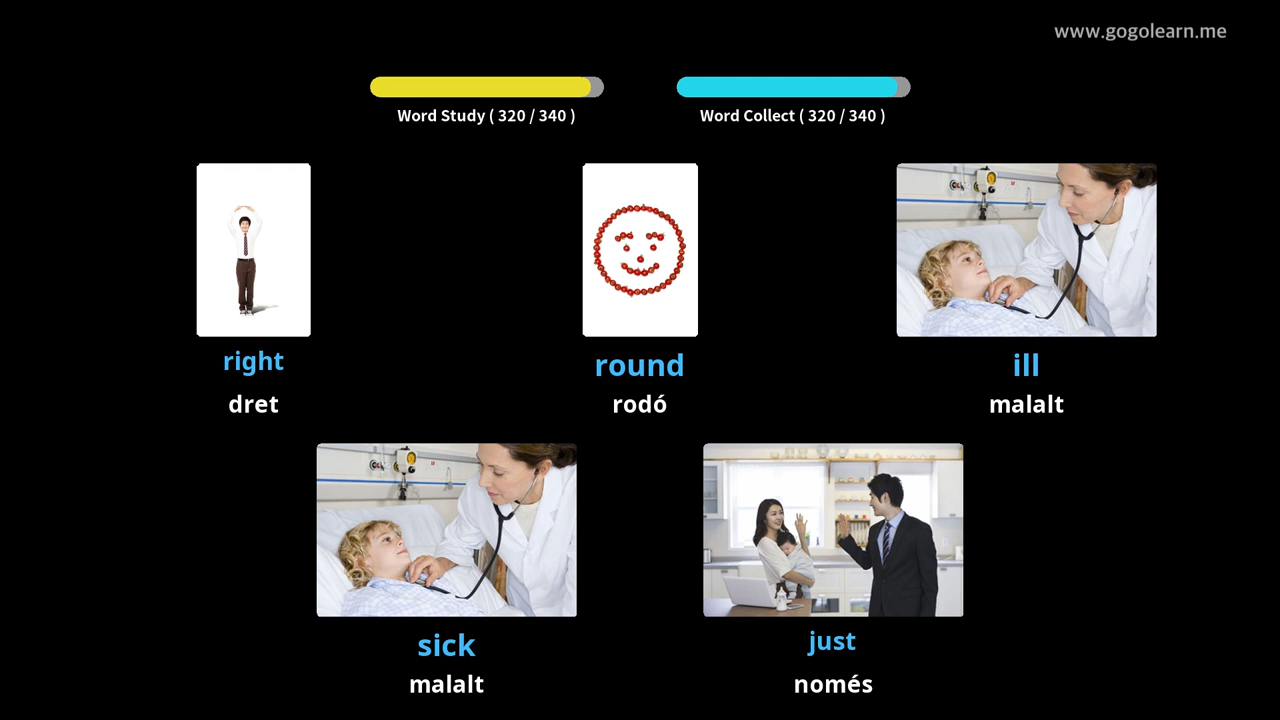 www.gogolearn.me
Word Study ( 320 / 340 )
Word Collect ( 320 / 340 )
right
dret
round
rodó
ill
malalt
sick
malalt
just
només